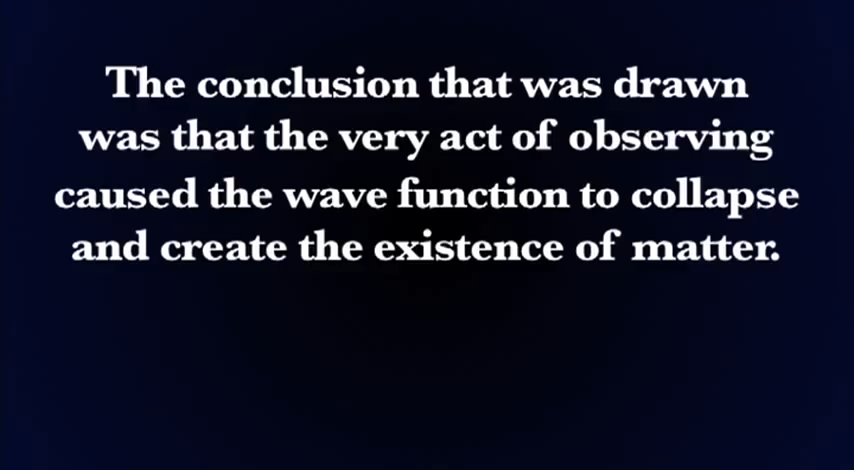 The conclusion that was drawn
was that the very act of observing
caused the wave function to collapse
and create the existence of matter.